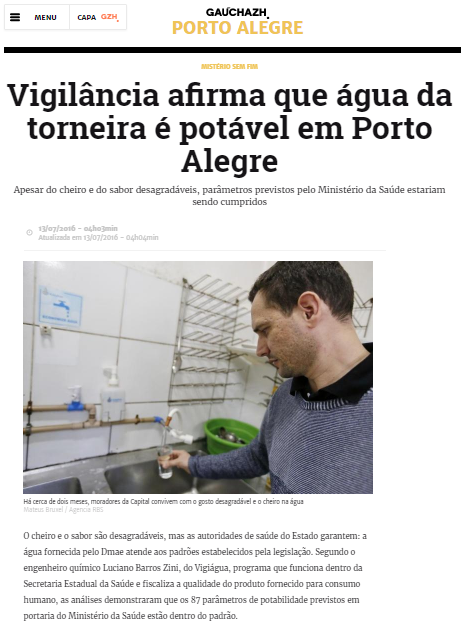 MENU
CAPA GZH
GAÚCHAZH
PORTO ALEGRE
MISTÉRIO SEM FIM
Vigilância afirma que água da
torneira é potável em Porto
Alegre
Apesar do cheiro e do sabor desagradáveis, parâmetros previstos pelo Ministério da Saúde estariam
sendo cumpridos
13/07/2016 - 04h03min
Atualizada em 13/07/2016 - 04h04min
Há cerca de dois meses, moradores da Capital convivem com o gosto desagradável e o cheiro na água
Mateus Bruxel / Agencia RBS
O cheiro e o sabor são desagradáveis, mas as autoridades de saúde do Estado garantem: a
água fornecida pelo Dmae atende aos padrões estabelecidos pela legislação. Segundo o
engenheiro químico Luciano Barros Zini, do Vigiágua, programa que funciona dentro da
Secretaria Estadual da Saúde e fiscaliza a qualidade do produto fornecido para consumo
humano, as análises demonstraram que os 87 parâmetros de potabilidade previstos em
portaria do Ministério da Saúde estão dentro do padrão.